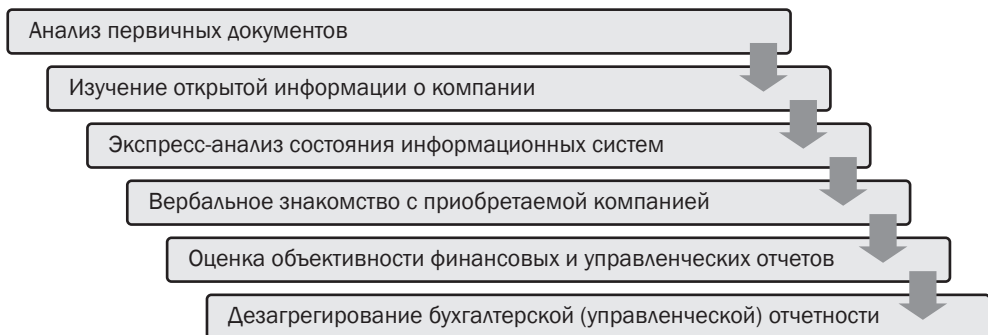 Анализ первичных документов
Изучение открытой информации о компании
Экспресс-анализ состояния информационных систем
Вербальное знакомство с приобретаемой компанией
Оценка объективности финансовых и управленческих отчетов
Дезагрегирование бухгалтерской (управленческой) отчетности